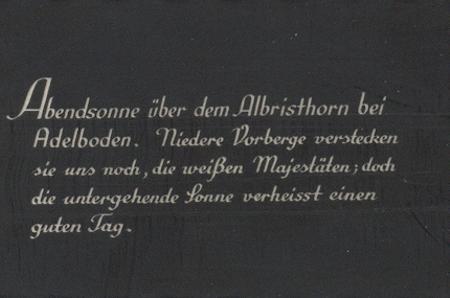 Abendsonne über dem Albristhorn bei
Adelboden. Niedere Vorberge verstecken
sie uns noch, die weißen Majestäten; doch
die untergehende Sonne verheisst einen
guten Tag.